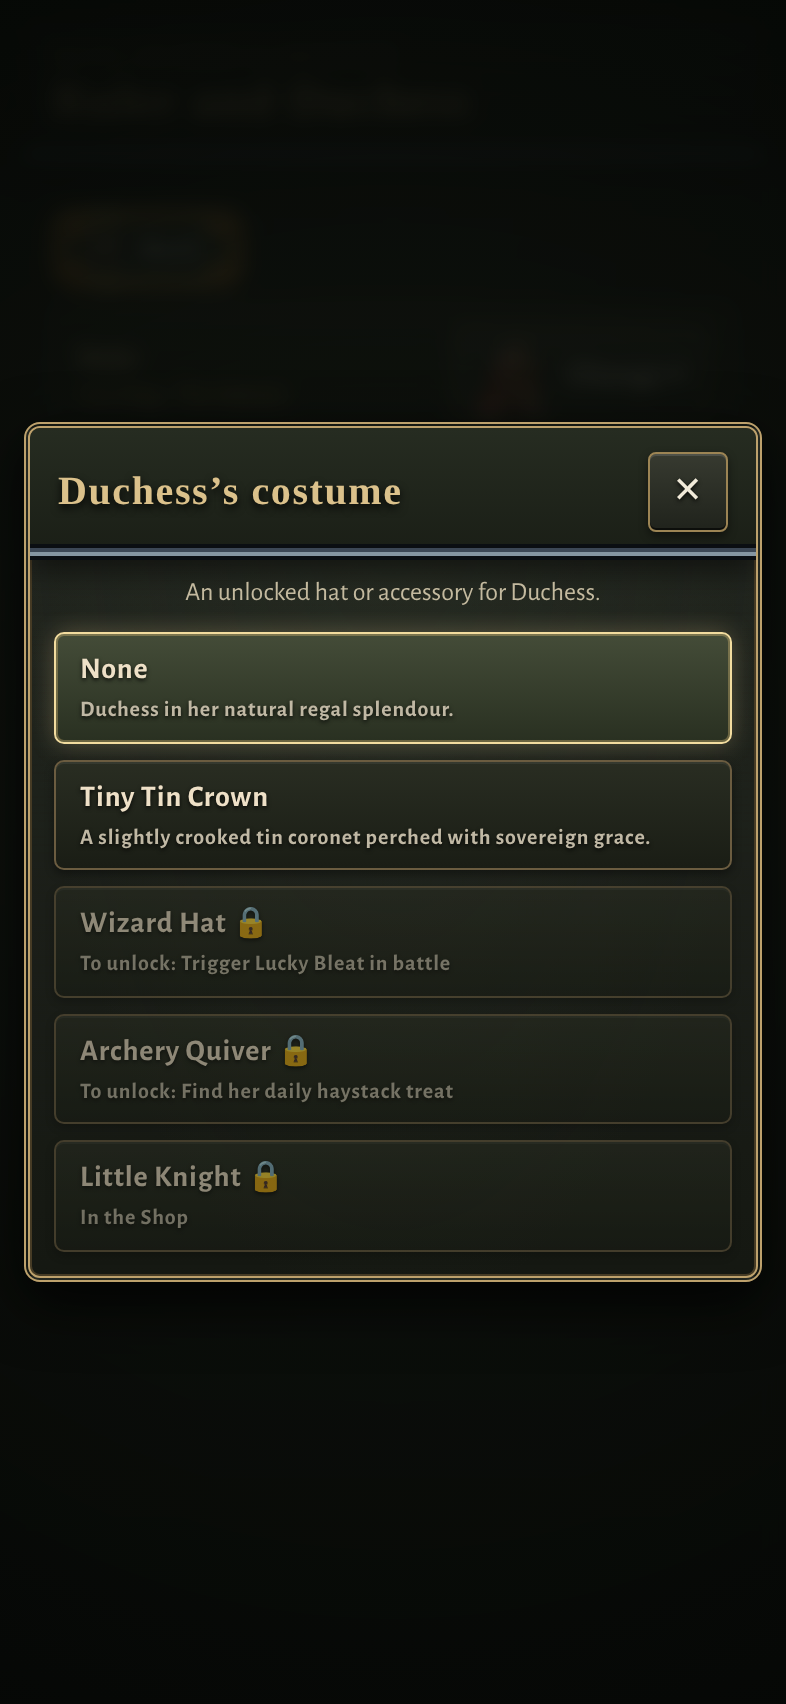 Duchess’s costume
✕
An unlocked hat or accessory for Duchess.
None
Duchess in her natural regal splendour.
Tiny Tin Crown
A slightly crooked tin coronet perched with sovereign grace.
Wizard Hat 🔒
To unlock: Trigger Lucky Bleat in battle
Archery Quiver 🔒
To unlock: Find her daily haystack treat
Little Knight 🔒
In the Shop